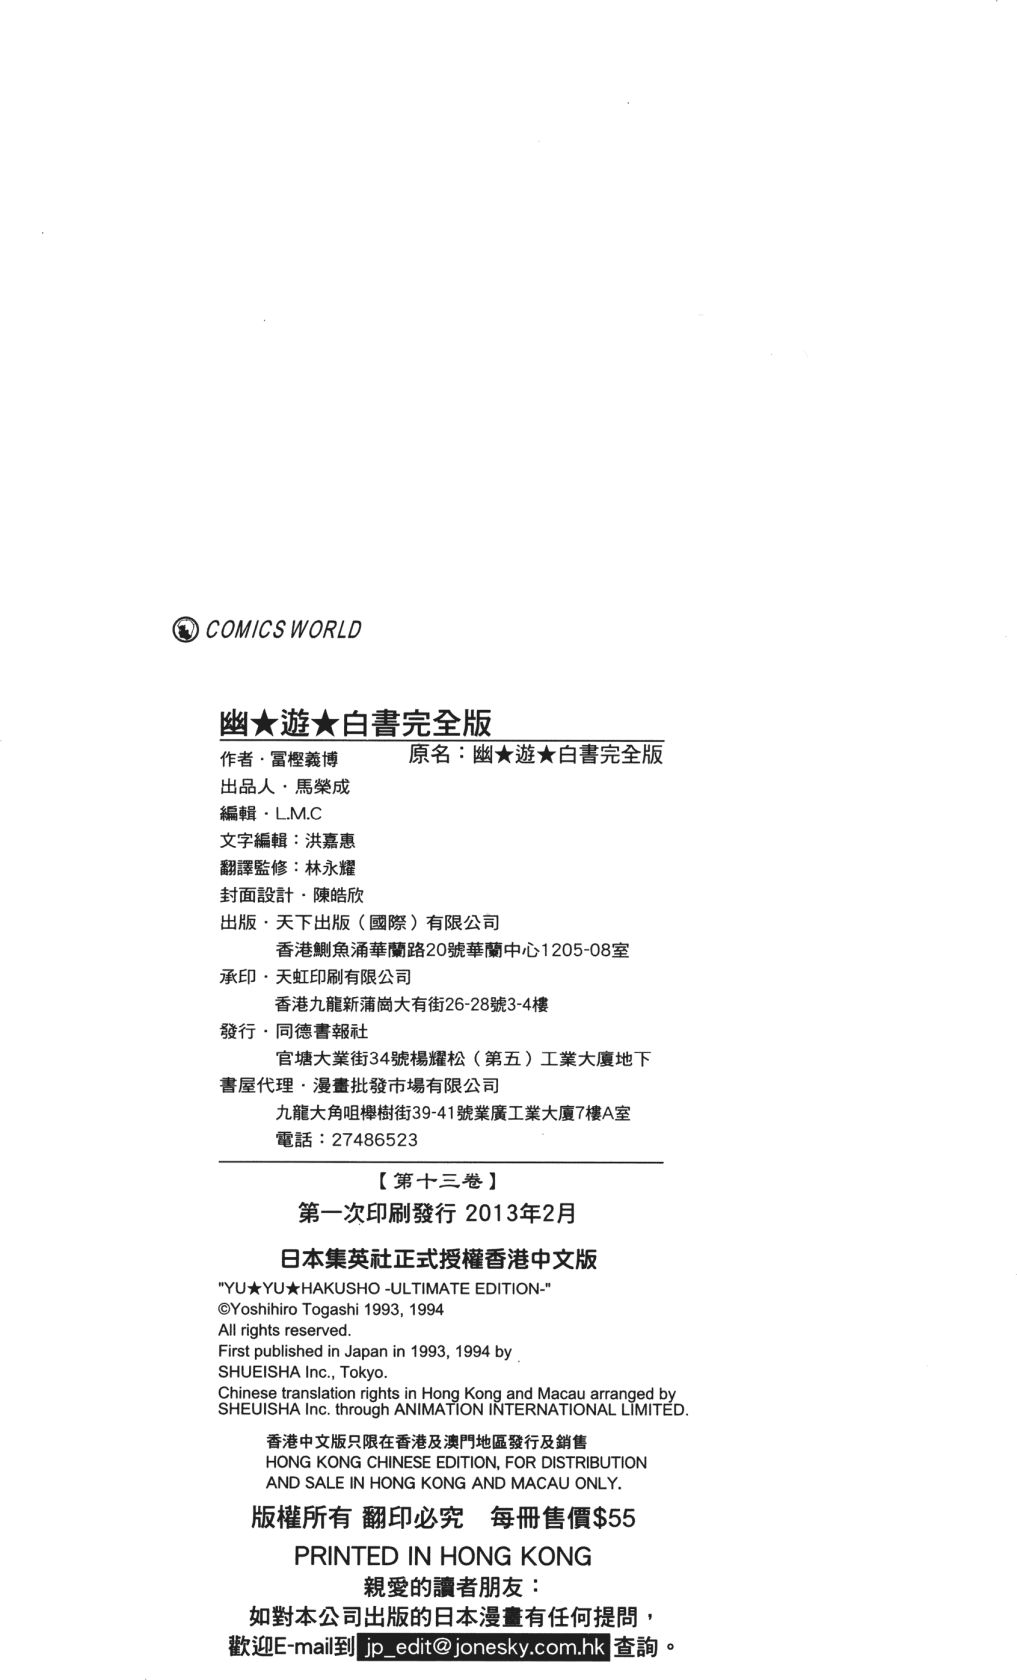 COMICS WORLD
幽★遊★白書完全版
作者．冨樫義博 原名：幽★遊★白書完全版
出品人．馬榮成
編輯．L.M.C
文字編輯：洪嘉惠
翻譯監修：林永耀
封面設計．陳皓欣
出版．天下出版（國際）有限公司
香港鰂魚涌華蘭路20號華蘭中心1205-08室
承印．天虹印刷有限公司
香港九龍新蒲崗大有街26-28號3-4樓
發行．同德書報社
官塘大業街34號楊耀松（第五）工業大廈地下
書屋代理．漫畫批發市場有限公司
九龍大角咀櫸樹街39-41號業廣工業大廈7樓A室
電話：27486523
【第十三卷】
第一次印刷發行 2013年2月
日本集英社正式授權香港中文版
"YU★YU★HAKUSHO -ULTIMATE EDITION-"
©Yoshihiro Togashi 1993, 1994
All rights reserved.
First published in Japan in 1993, 1994 by
SHUEISHA Inc., Tokyo.
Chinese translation rights in Hong Kong and Macau arranged by
SHEUISHA Inc. through ANIMATION INTERNATIONAL LIMITED.
香港中文版只限在香港及澳門地區發行及銷售
HONG KONG CHINESE EDITION, FOR DISTRIBUTION
AND SALE IN HONG KONG AND MACAU ONLY.
版權所有 翻印必究 每冊售價$55
PRINTED IN HONG KONG
親愛的讀者朋友：
如對本公司出版的日本漫畫有任何提問，
歡迎E-mail到 jp_edit@jonesky.com.hk 查詢。